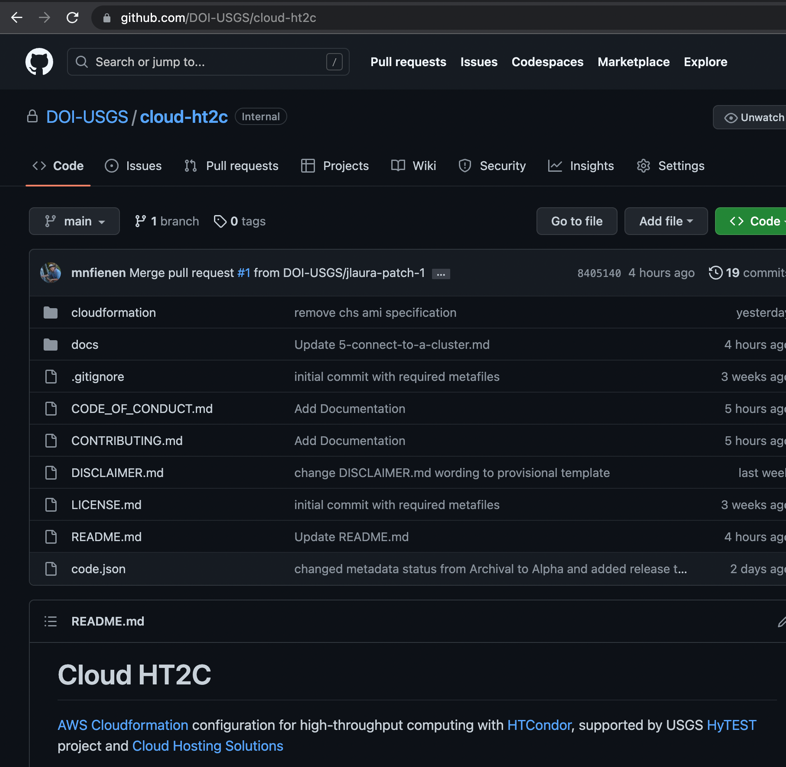 github.com/DOI-USGS/cloud-ht2c
Search or jump to... / Pull requests Issues Codespaces Marketplace Explore
DOI-USGS / cloud-ht2c Internal Unwatch
Code Issues Pull requests Projects Wiki Security Insights Settings
main 1 branch 0 tags Go to file Add file Code
mnfienen Merge pull request #1 from DOI-USGS/jlaura-patch-1 ... 8405140 4 hours ago 19 commits
cloudformation remove chs ami specification yesterday
docs Update 5-connect-to-a-cluster.md 4 hours ago
.gitignore initial commit with required metafiles 3 weeks ago
CODE_OF_CONDUCT.md Add Documentation 5 hours ago
CONTRIBUTING.md Add Documentation 5 hours ago
DISCLAIMER.md change DISCLAIMER.md wording to provisional template last week
LICENSE.md initial commit with required metafiles 3 weeks ago
README.md Update README.md 4 hours ago
code.json changed metadata status from Archival to Alpha and added release t... 2 days ago
README.md
Cloud HT2C
AWS Cloudformation configuration for high-throughput computing with HTCondor, supported by USGS HyTEST
project and Cloud Hosting Solutions